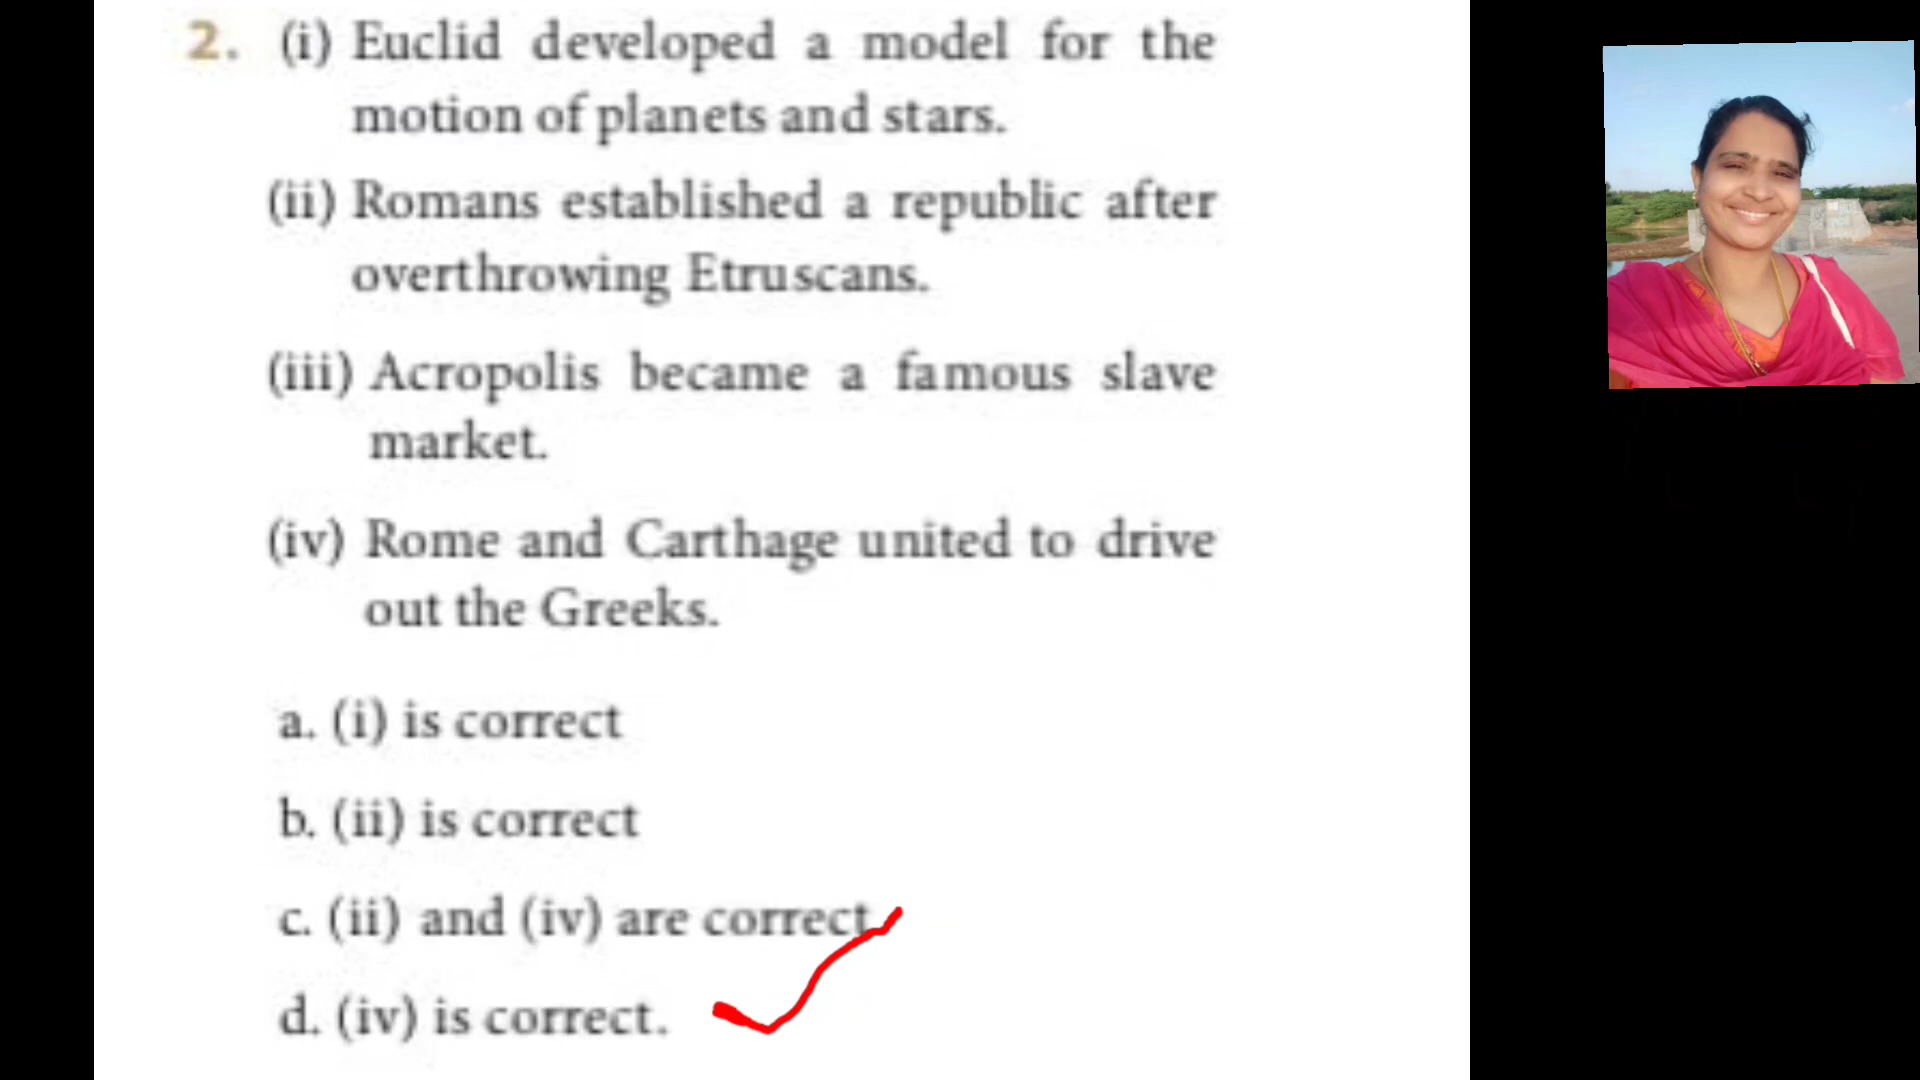 2. (i) Euclid developed a model for the
motion of planets and stars.
(ii) Romans established a republic after
overthrowing Etruscans.
(iii) Acropolis became a famous slave
market.
(iv) Rome and Carthage united to drive
out the Greeks.
a. (i) is correct
b. (ii) is correct
c. (ii) and (iv) are correct
d. (iv) is correct.